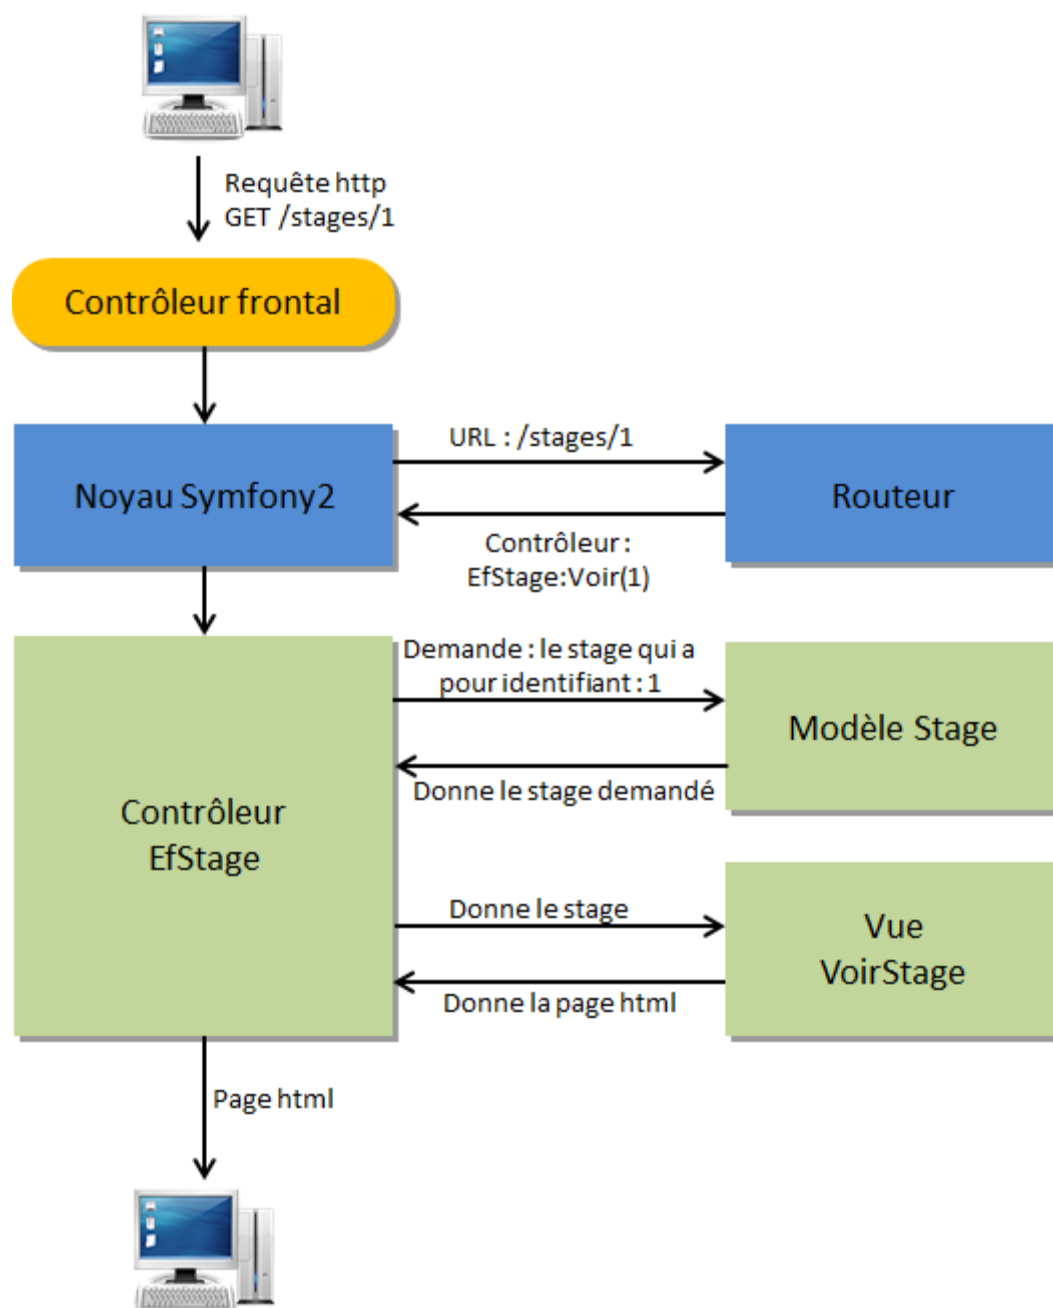 Requête http
GET /stages/1
Contrôleur frontal
URL : /stages/1
Noyau Symfony2
Routeur
Contrôleur :
EfStage:Voir(1)
Demande : le stage qui a
pour identifiant : 1
Modèle Stage
Donne le stage demandé
Contrôleur
EfStage
Donne le stage
Vue
VoirStage
Donne la page html
Page html